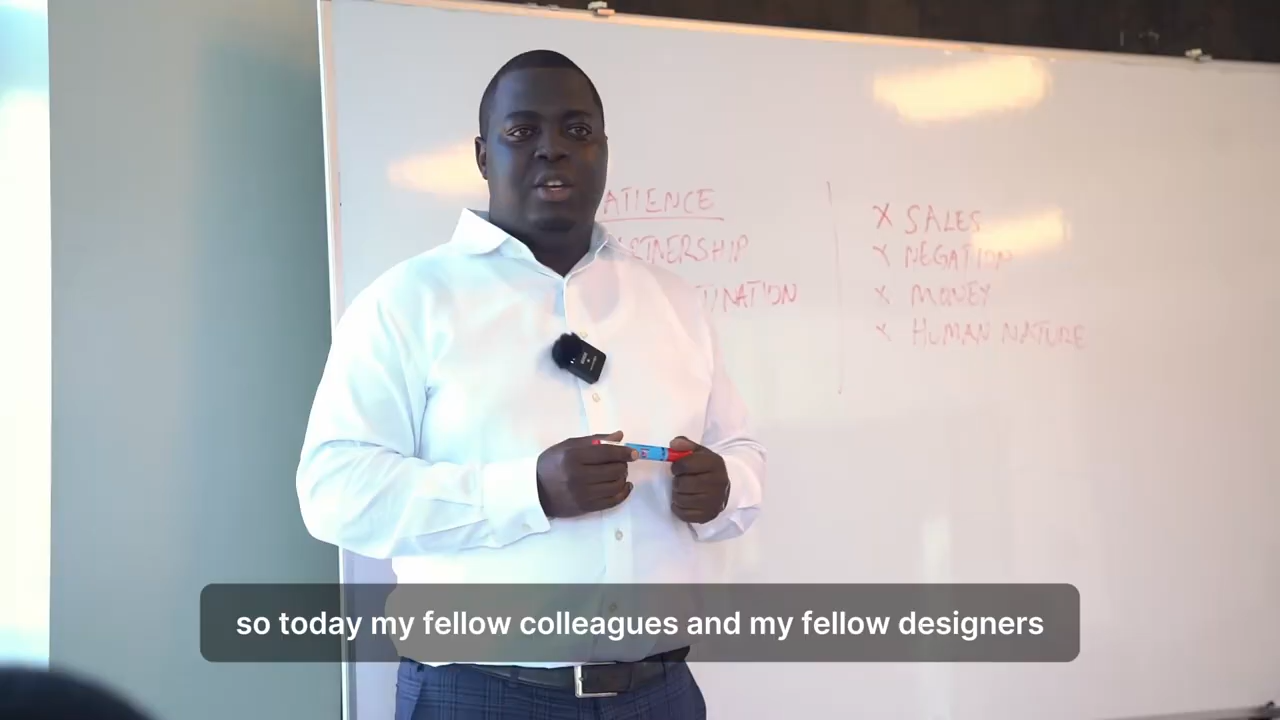 ATIENCE
RTNERSHIP
TINATION
X SALES
X NEGATION
X MONEY
X HUMAN NATURE
so today my fellow colleagues and my fellow designers